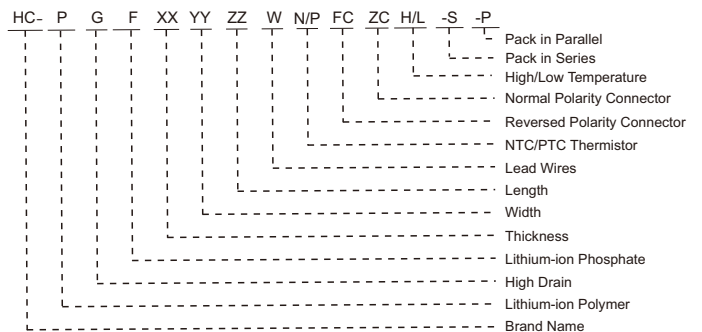 HC- P G F XX YY ZZ W N/P FC ZC H/L -S -P
Pack in Parallel
Pack in Series
High/Low Temperature
Normal Polarity Connector
Reversed Polarity Connector
NTC/PTC Thermistor
Lead Wires
Length
Width
Thickness
Lithium-ion Phosphate
High Drain
Lithium-ion Polymer
Brand Name